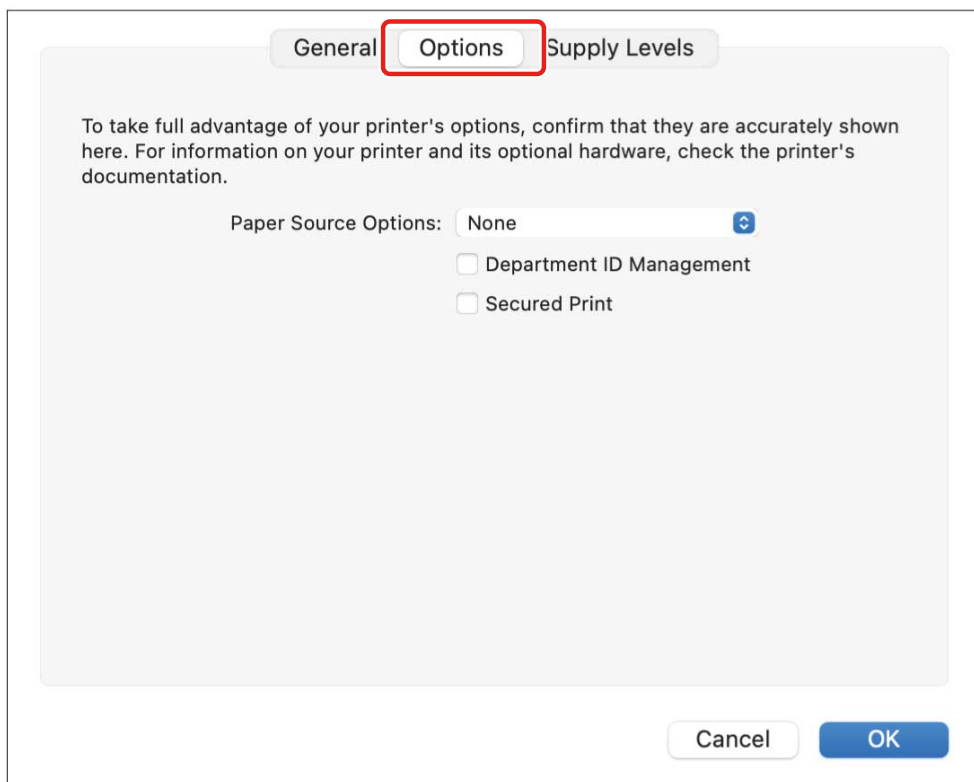 General Options Supply Levels
To take full advantage of your printer's options, confirm that they are accurately shown
here. For information on your printer and its optional hardware, check the printer's
documentation.
Paper Source Options: None
Department ID Management
Secured Print
Cancel OK